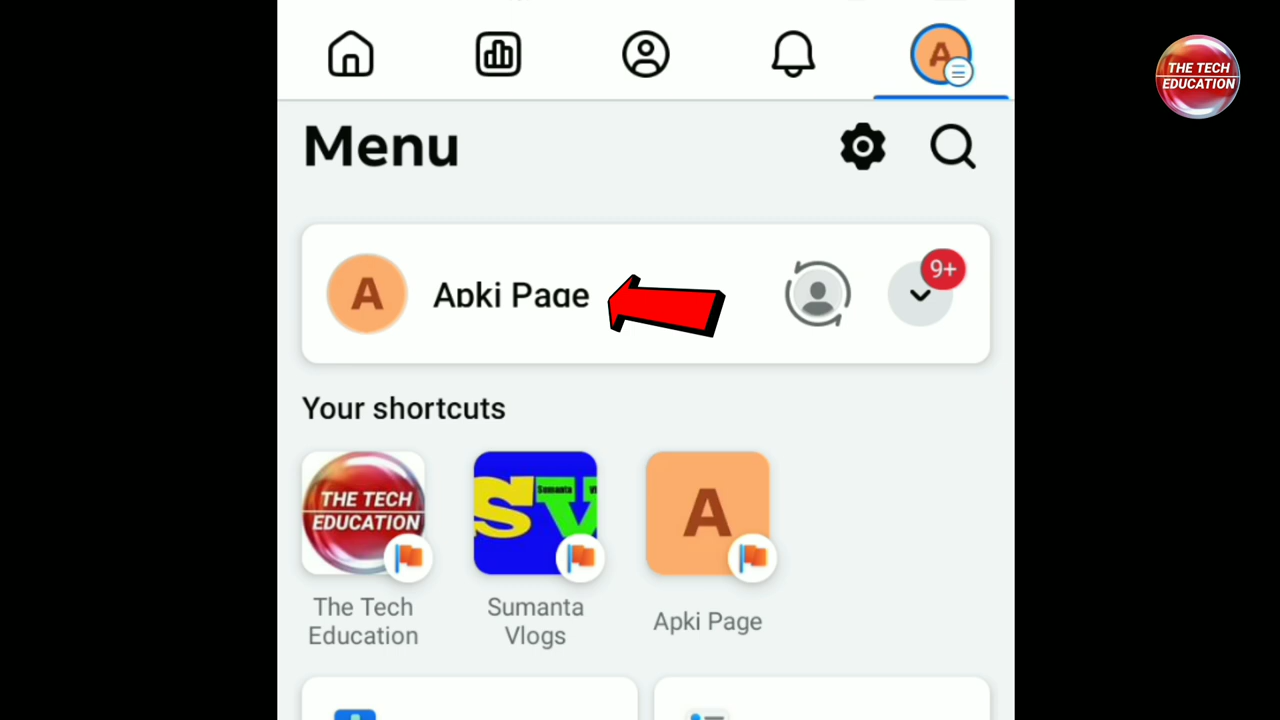 A
THE TECH
EDUCATION
Menu
A
Apki Page
9+
Your shortcuts
THE TECH
EDUCATION
SV
Sumanta
A
The Tech
Education
Sumanta
Vlogs
Apki Page